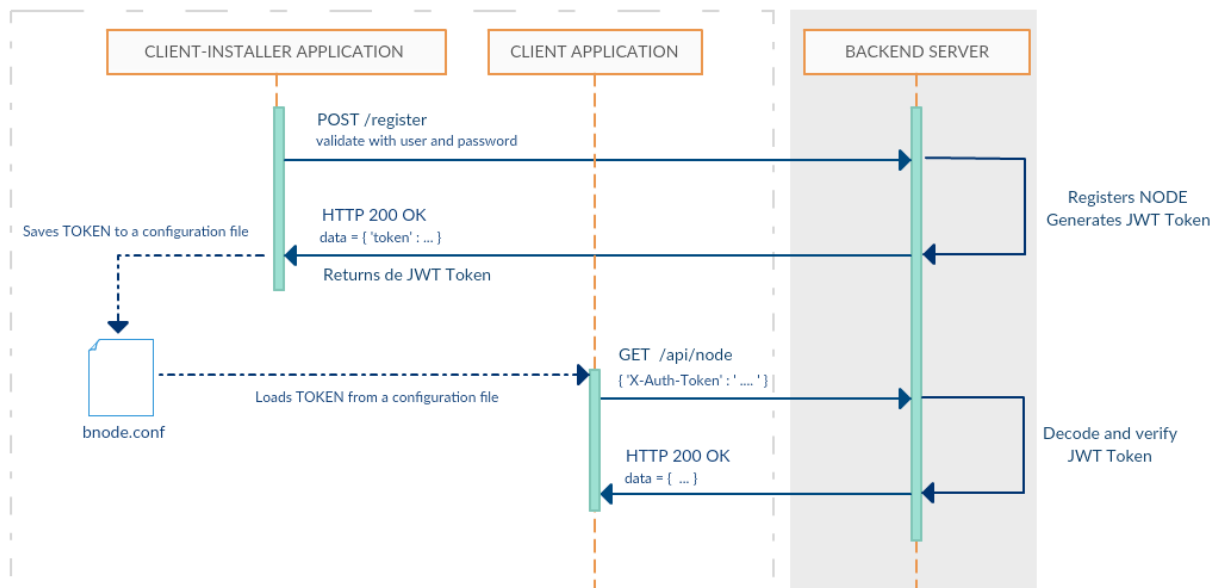 CLIENT-INSTALLER APPLICATION
CLIENT APPLICATION
BACKEND SERVER
POST /register
validate with user and password
Registers NODE
Generates JWT Token
HTTP 200 OK
data = { 'token' : ... }
Saves TOKEN to a configuration file
Returns de JWT Token
GET /api/node
{ 'X-Auth-Token' : ' .... ' }
Loads TOKEN from a configuration file
bnode.conf
Decode and verify
JWT Token
HTTP 200 OK
data = { ... }